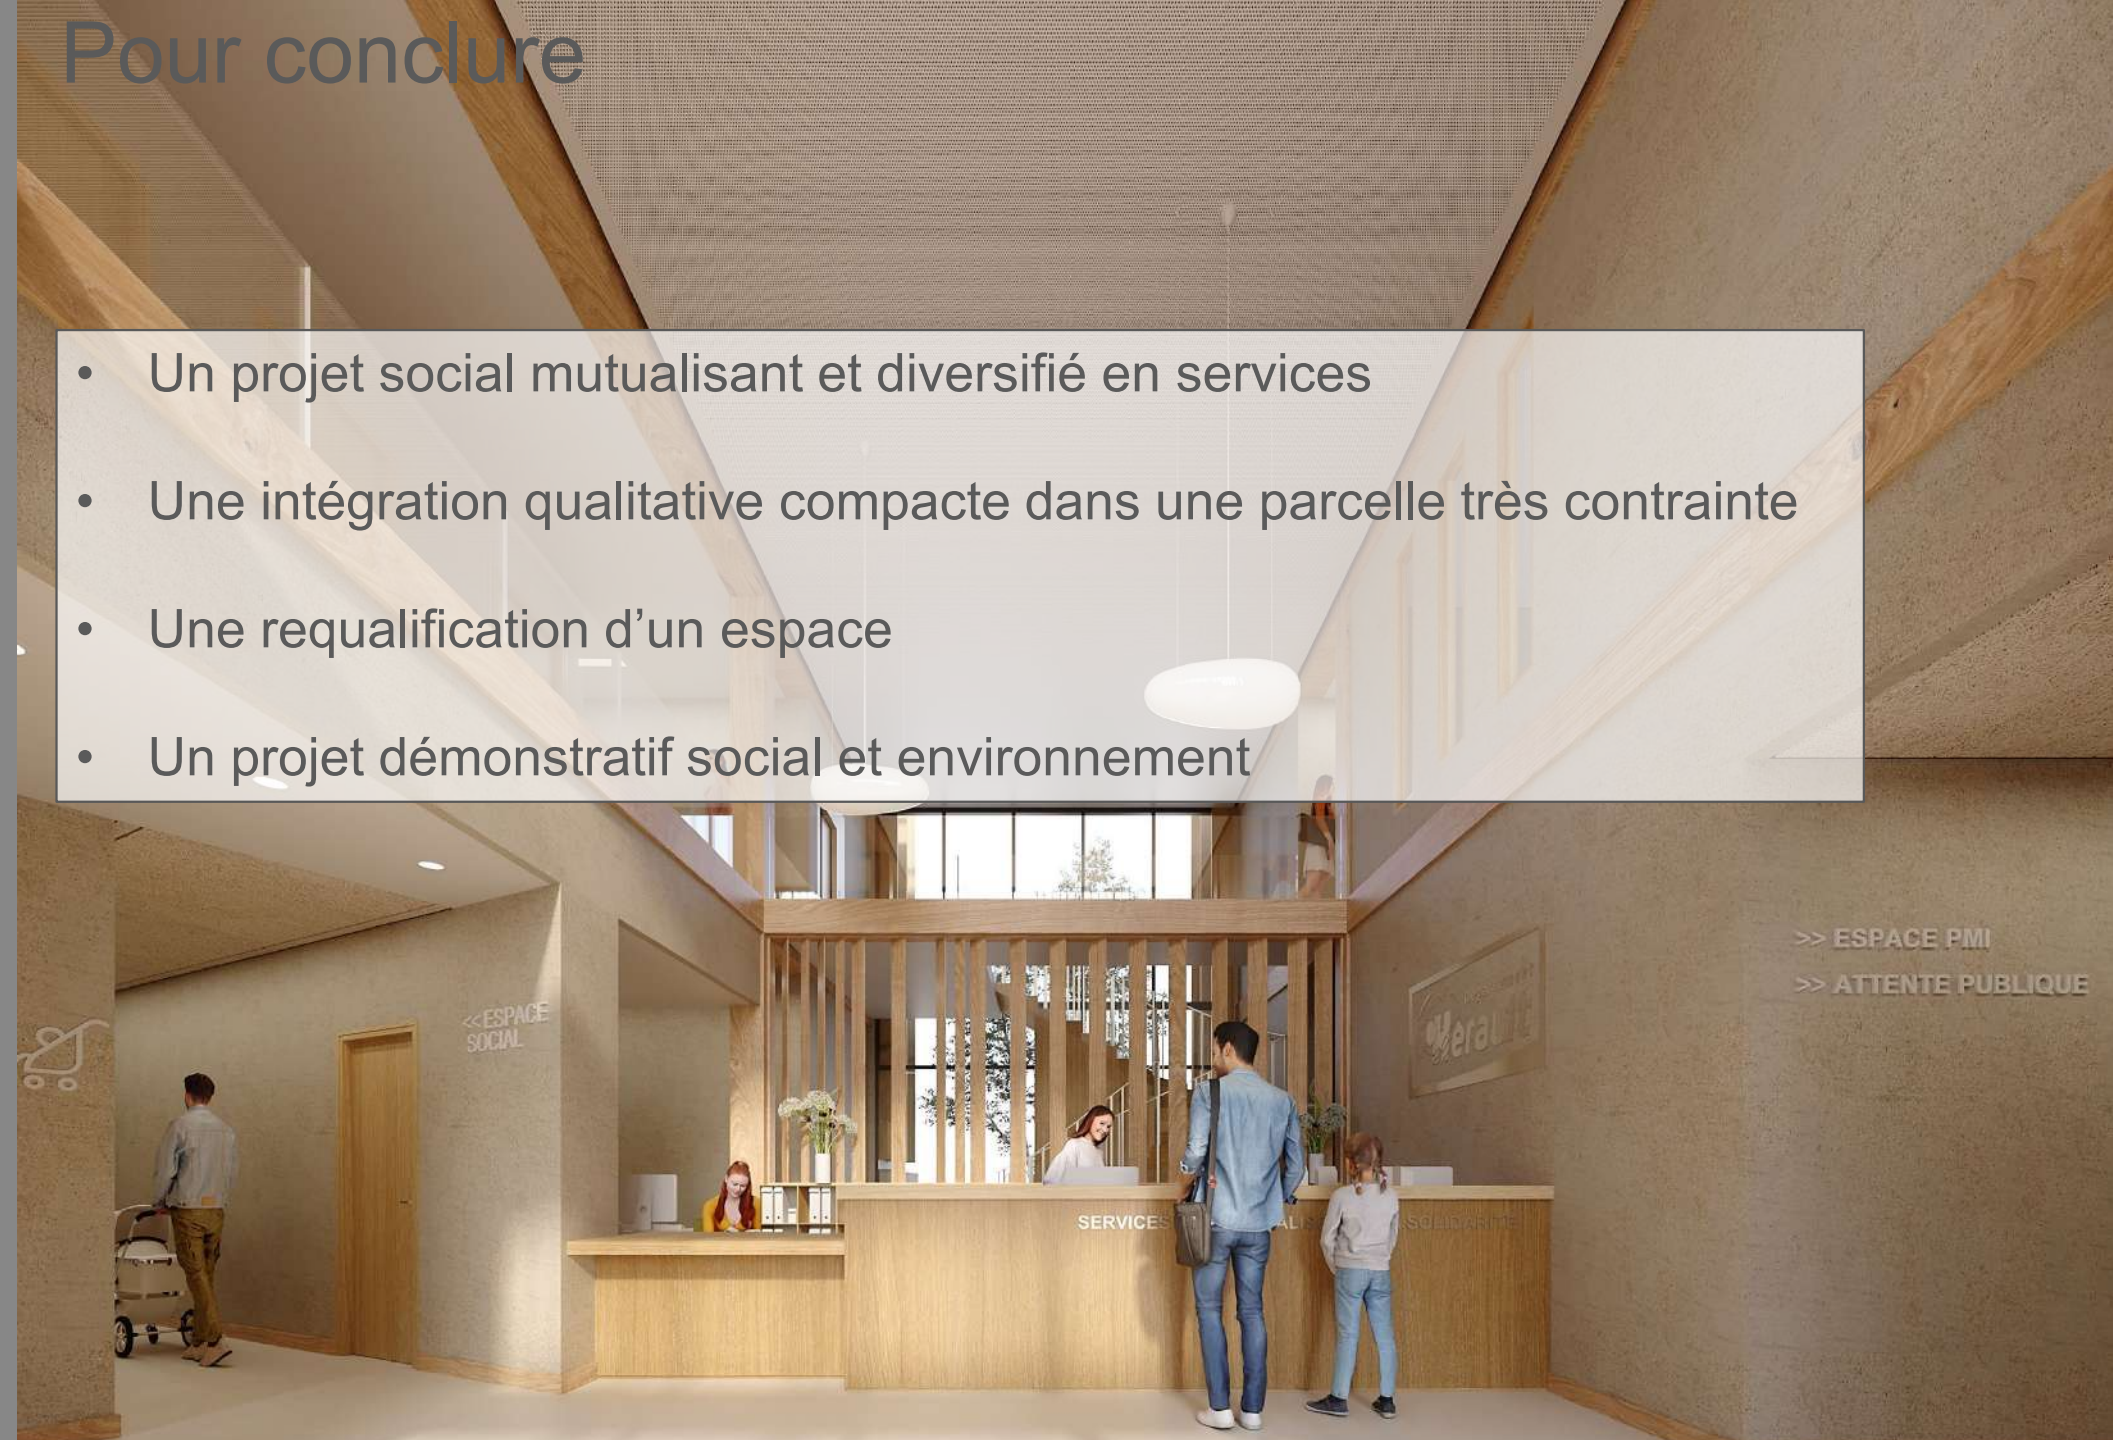 Pour conclure
• Un projet social mutualisant et diversifié en services
• Une intégration qualitative compacte dans une parcelle très contrainte
• Une requalification d’un espace
• Un projet démonstratif social et environnement
>> ESPACE PMI
>> ATTENTE PUBLIQUE
<< ESPACE
SOCIAL
SERVICES SOLIDARITÉ